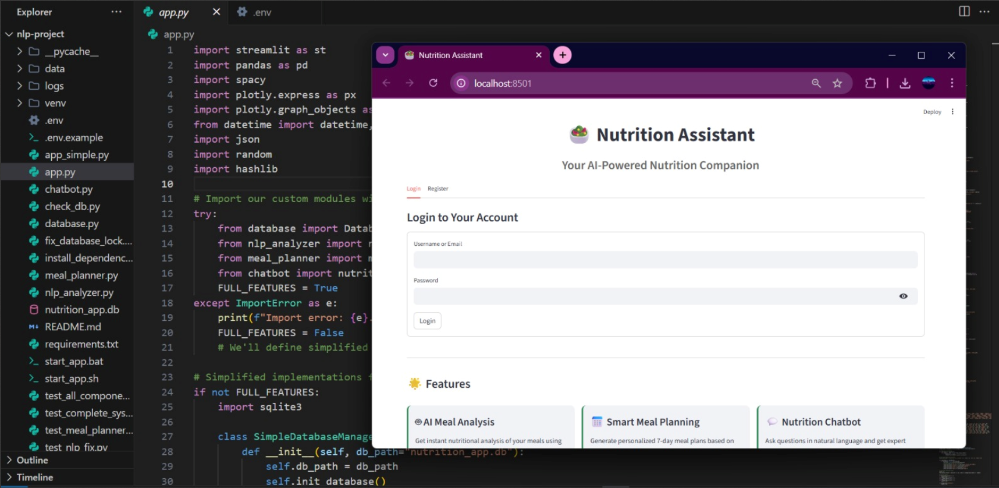 Explorer
nlp-project
__pycache__
data
logs
venv
.env
.env.example
app_simple.py
app.py
chatbot.py
check_db.py
database.py
fix_database_lock....
install_dependenc...
meal_planner.py
nlp_analyzer.py
nutrition_app.db
README.md
requirements.txt
start_app.bat
start_app.sh
test_all_compone...
test_complete_sys...
test_meal_planner...
test_nlp_fix.py
Outline
Timeline
app.py
.env
app.py
1 import streamlit as st
2 import pandas as pd
3 import spacy
4 import plotly.express as px
5 import plotly.graph_objects as
6 from datetime import datetime,
7 import json
8 import random
9 import hashlib
10
11 # Import our custom modules wi
12 try:
13 from database import Datab
14 from nlp_analyzer import n
15 from meal_planner import m
16 from chatbot import nutrit
17 FULL_FEATURES = True
18 except ImportError as e:
19 print(f"Import error: {e}.
20 FULL_FEATURES = False
21 # We'll define simplified
22
23 # Simplified implementations f
24 if not FULL_FEATURES:
25 import sqlite3
26
27 class SimpleDatabaseManage
28 def __init__(self, db_path="nutrition_app.db"):
29 self.db_path = db_path
30 self.init_database()
Nutrition Assistant
localhost:8501
Deploy
Nutrition Assistant
Your AI-Powered Nutrition Companion
Login Register
Login to Your Account
Username or Email
Password
Login
Features
AI Meal Analysis
Get instant nutritional analysis of your meals using
Smart Meal Planning
Generate personalized 7-day meal plans based on
Nutrition Chatbot
Ask questions in natural language and get expert